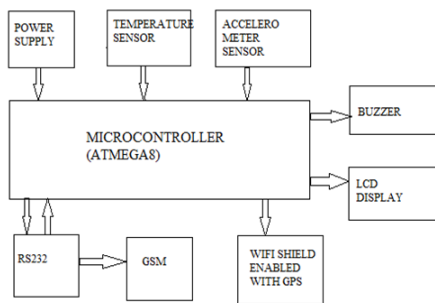 POWER
SUPPLY
TEMPERATURE
SENSOR
ACCELERO
METER
SENSOR
MICROCONTROLLER
(ATMEGA8)
BUZZER
LCD
DISPLAY
RS232
GSM
WIFI SHIELD
ENABLED
WITH GPS